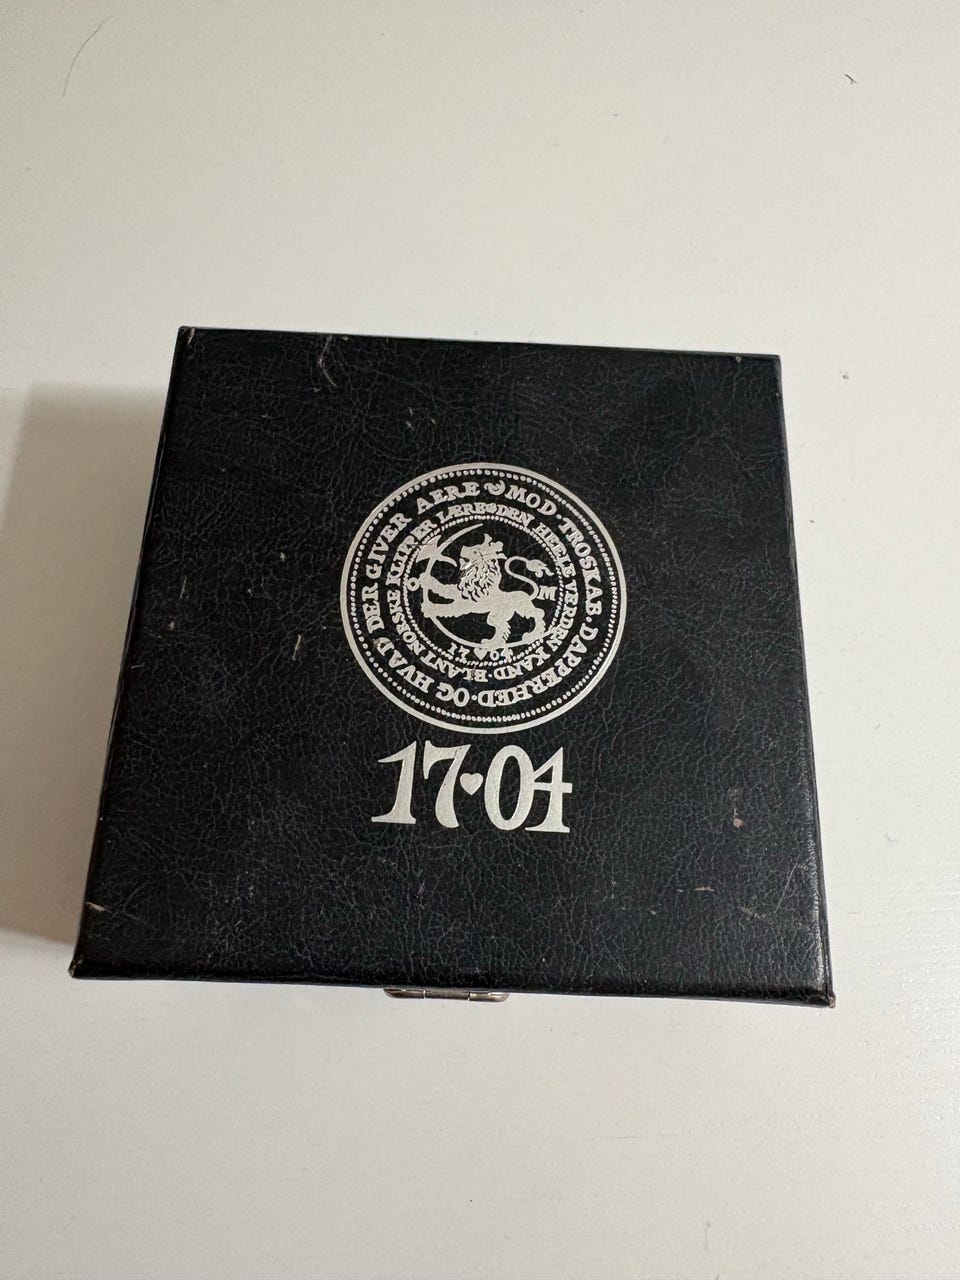 MOD · TROSKAB · DAPPERHED · OG HVAD DER GIVER AERE
DEN HEELE VERDEN KAND · BLANT NORSKE KLIPPER LÆRE
M
17 04
17 04